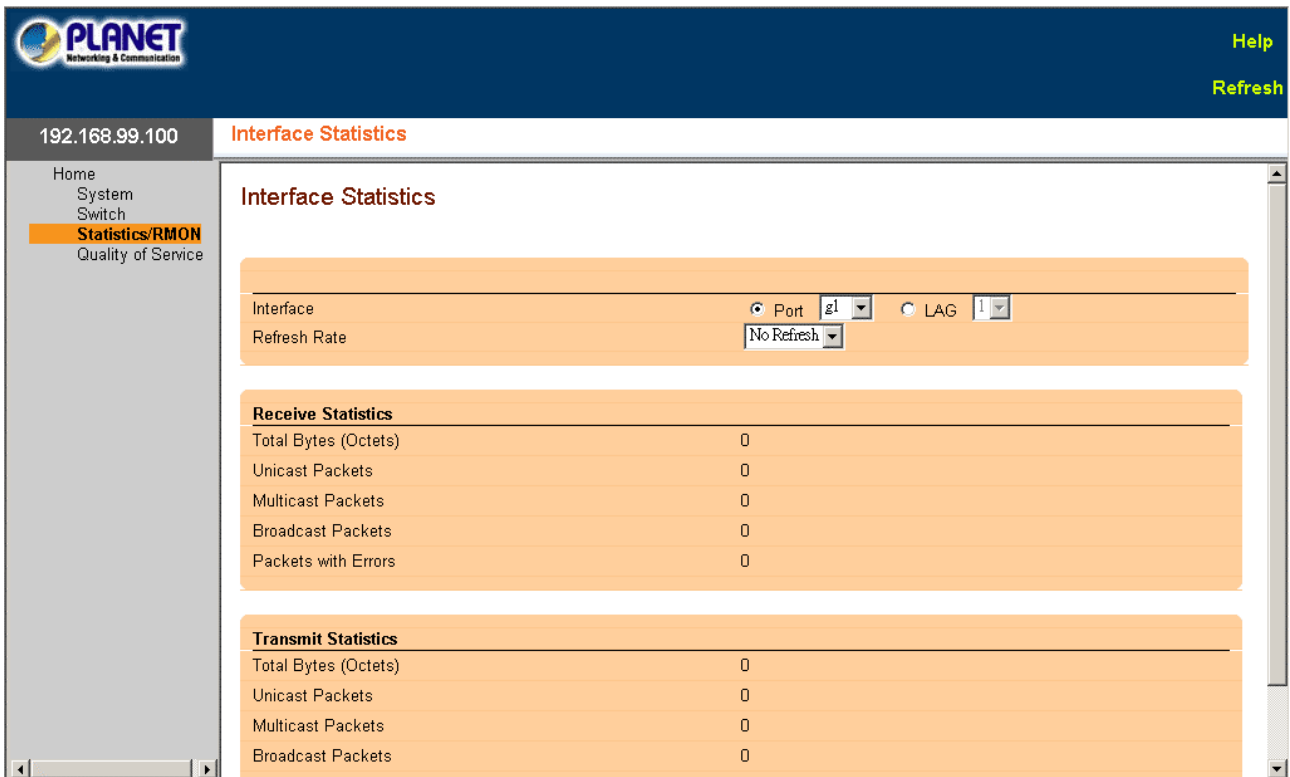 PLANET
Networking & Communication
Help
Refresh
192.168.99.100
Interface Statistics
Home
System
Switch
Statistics/RMON
Quality of Service
Interface Statistics
Interface Port g1 LAG 1
Refresh Rate No Refresh
Receive Statistics
Total Bytes (Octets) 0
Unicast Packets 0
Multicast Packets 0
Broadcast Packets 0
Packets with Errors 0
Transmit Statistics
Total Bytes (Octets) 0
Unicast Packets 0
Multicast Packets 0
Broadcast Packets 0